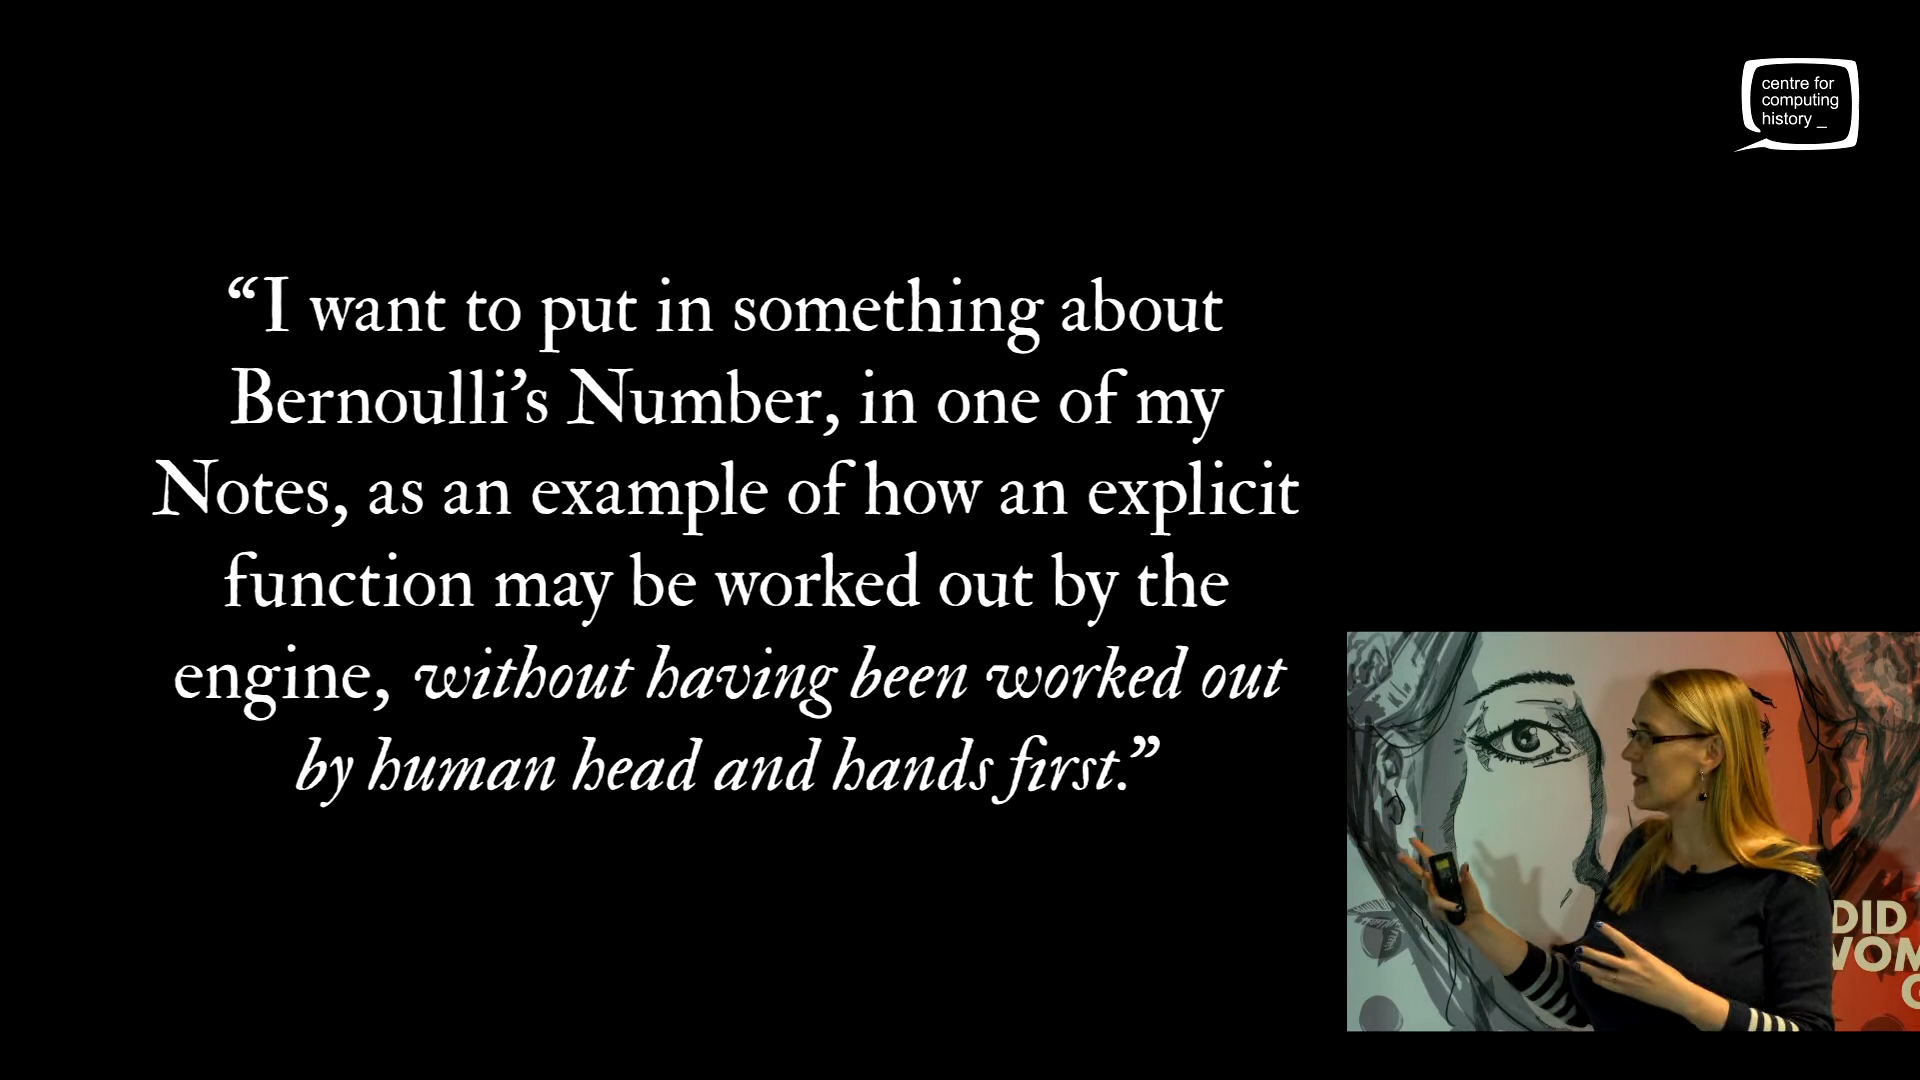 centre for
computing
history _
“I want to put in something about
Bernoulli’s Number, in one of my
Notes, as an example of how an explicit
function may be worked out by the
engine, without having been worked out
by human head and hands first.”
DID